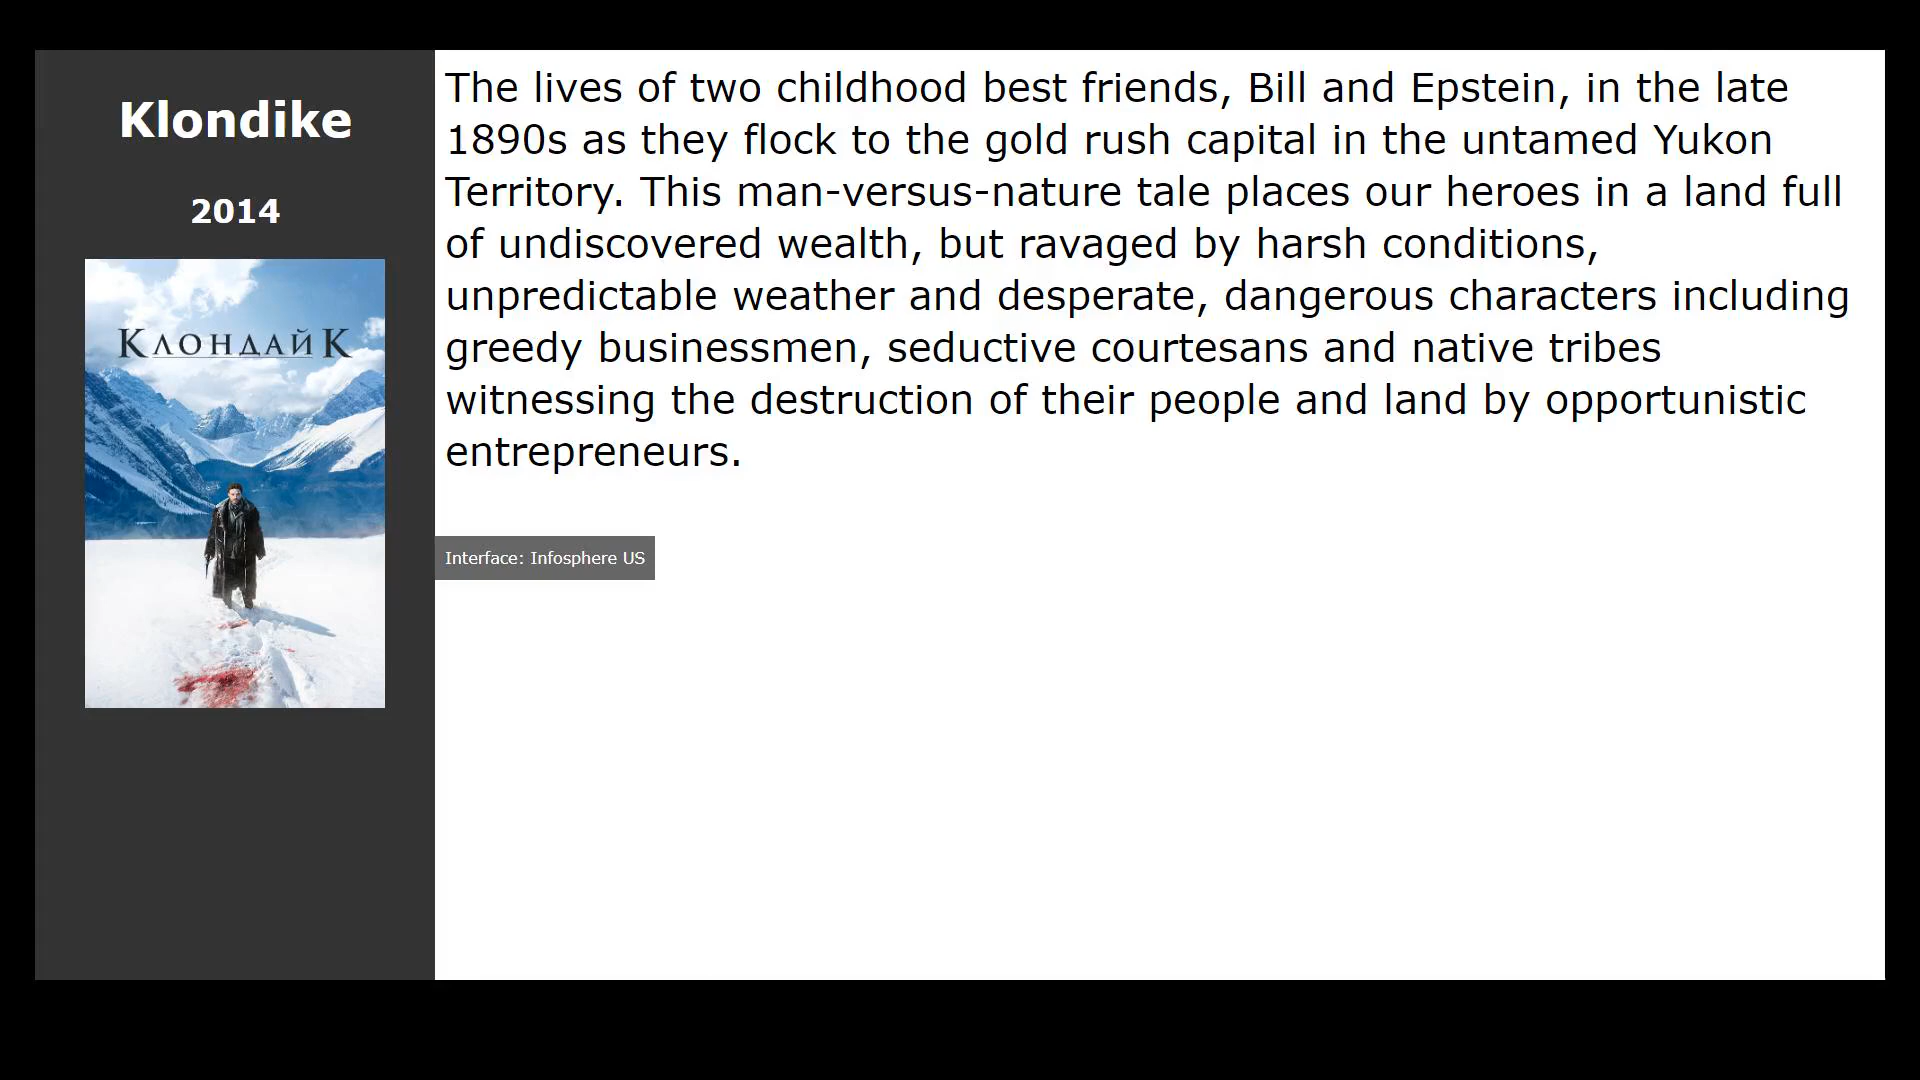 Klondike
2014
КЛОНДАЙК
The lives of two childhood best friends, Bill and Epstein, in the late
1890s as they flock to the gold rush capital in the untamed Yukon
Territory. This man-versus-nature tale places our heroes in a land full
of undiscovered wealth, but ravaged by harsh conditions,
unpredictable weather and desperate, dangerous characters including
greedy businessmen, seductive courtesans and native tribes
witnessing the destruction of their people and land by opportunistic
entrepreneurs.
Interface: Infosphere US